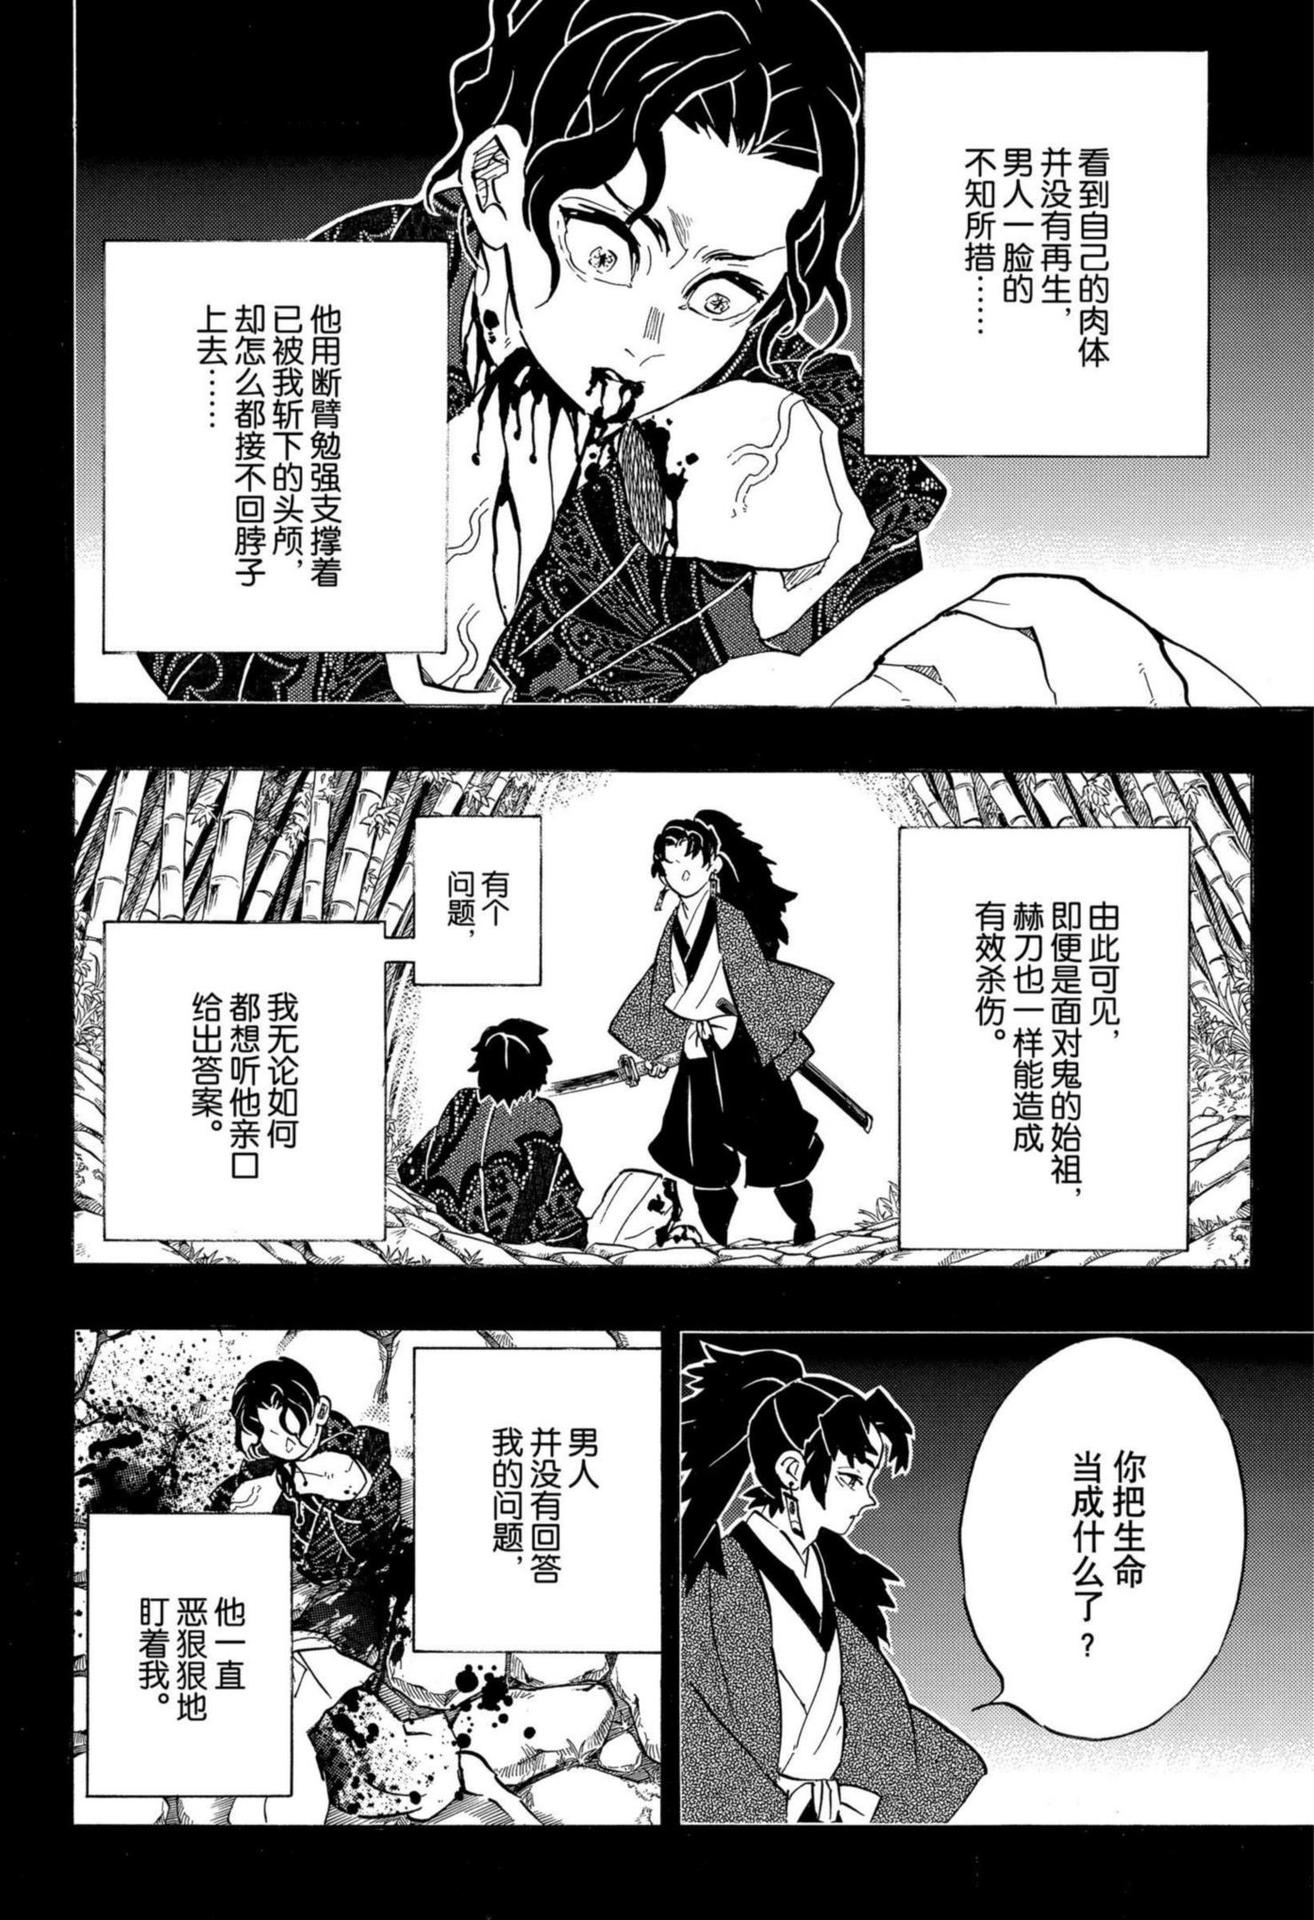 看到自己的肉体
并没有再生，
男人一脸的
不知所措……
他用断臂勉强支撑着
已被我斩下的头颅，
却怎么都接不回脖子
上去……
由此可见，
即便是面对鬼的始祖，
赫刀也一样能造成
有效杀伤。
有个
问题，
我无论如何
都想听他亲口
给出答案。
你把生命
当成什么了？
男人
并没有回答
我的问题，
他一直
恶狠狠地
盯着我。